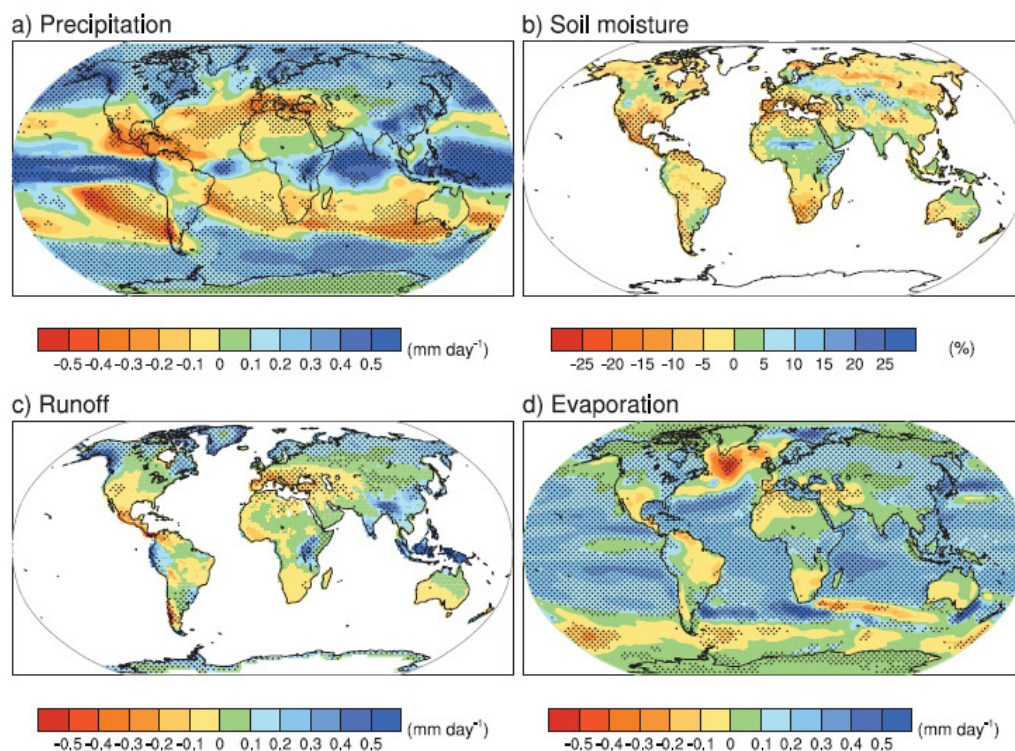 a) Precipitation
b) Soil moisture
-0.5 -0.4 -0.3 -0.2 -0.1 0 0.1 0.2 0.3 0.4 0.5 (mm day⁻¹)
-25 -20 -15 -10 -5 0 5 10 15 20 25 (%)
c) Runoff
d) Evaporation
-0.5 -0.4 -0.3 -0.2 -0.1 0 0.1 0.2 0.3 0.4 0.5 (mm day⁻¹)
-0.5 -0.4 -0.3 -0.2 -0.1 0 0.1 0.2 0.3 0.4 0.5 (mm day⁻¹)